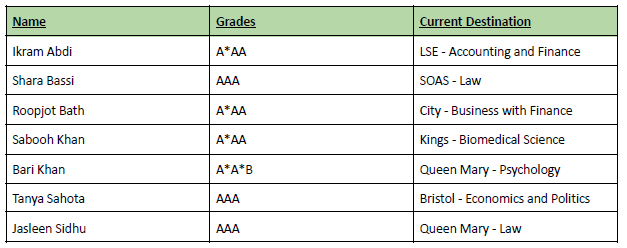 Name Grades Current Destination
Ikram Abdi A*AA LSE - Accounting and Finance
Shara Bassi AAA SOAS - Law
Roopjot Bath A*AA City - Business with Finance
Sabooh Khan A*AA Kings - Biomedical Science
Bari Khan A*A*B Queen Mary - Psychology
Tanya Sahota AAA Bristol - Economics and Politics
Jasleen Sidhu AAA Queen Mary - Law